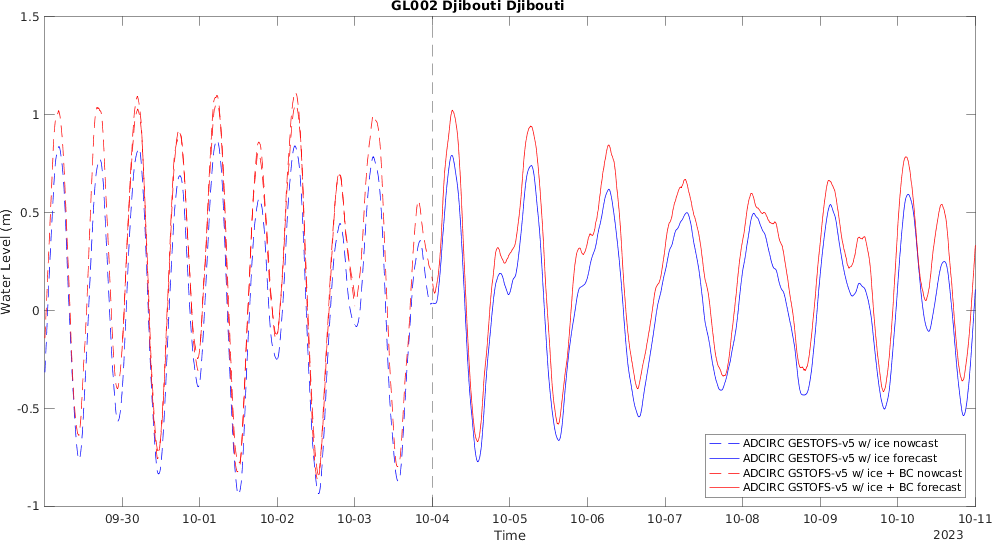 GL002 Djibouti Djibouti
1.5
1
0.5
0
-0.5
-1
Water Level (m)
ADCIRC GESTOFS-v5 w/ ice nowcast
ADCIRC GESTOFS-v5 w/ ice forecast
ADCIRC GSTOFS-v5 w/ ice + BC nowcast
ADCIRC GSTOFS-v5 w/ ice + BC forecast
09-30 10-01 10-02 10-03 10-04 10-05 10-06 10-07 10-08 10-09 10-10 10-11
Time
2023